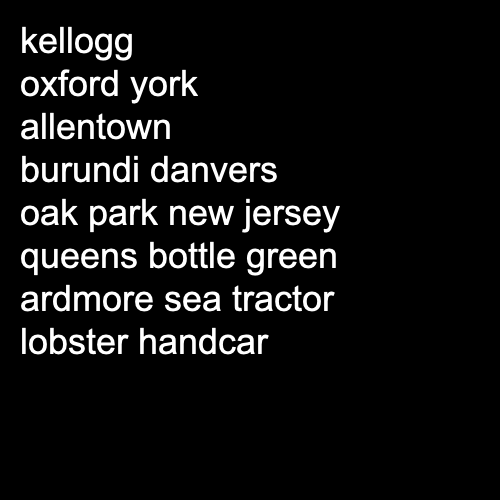 kellogg
oxford york
allentown
burundi danvers
oak park new jersey
queens bottle green
ardmore sea tractor
lobster handcar